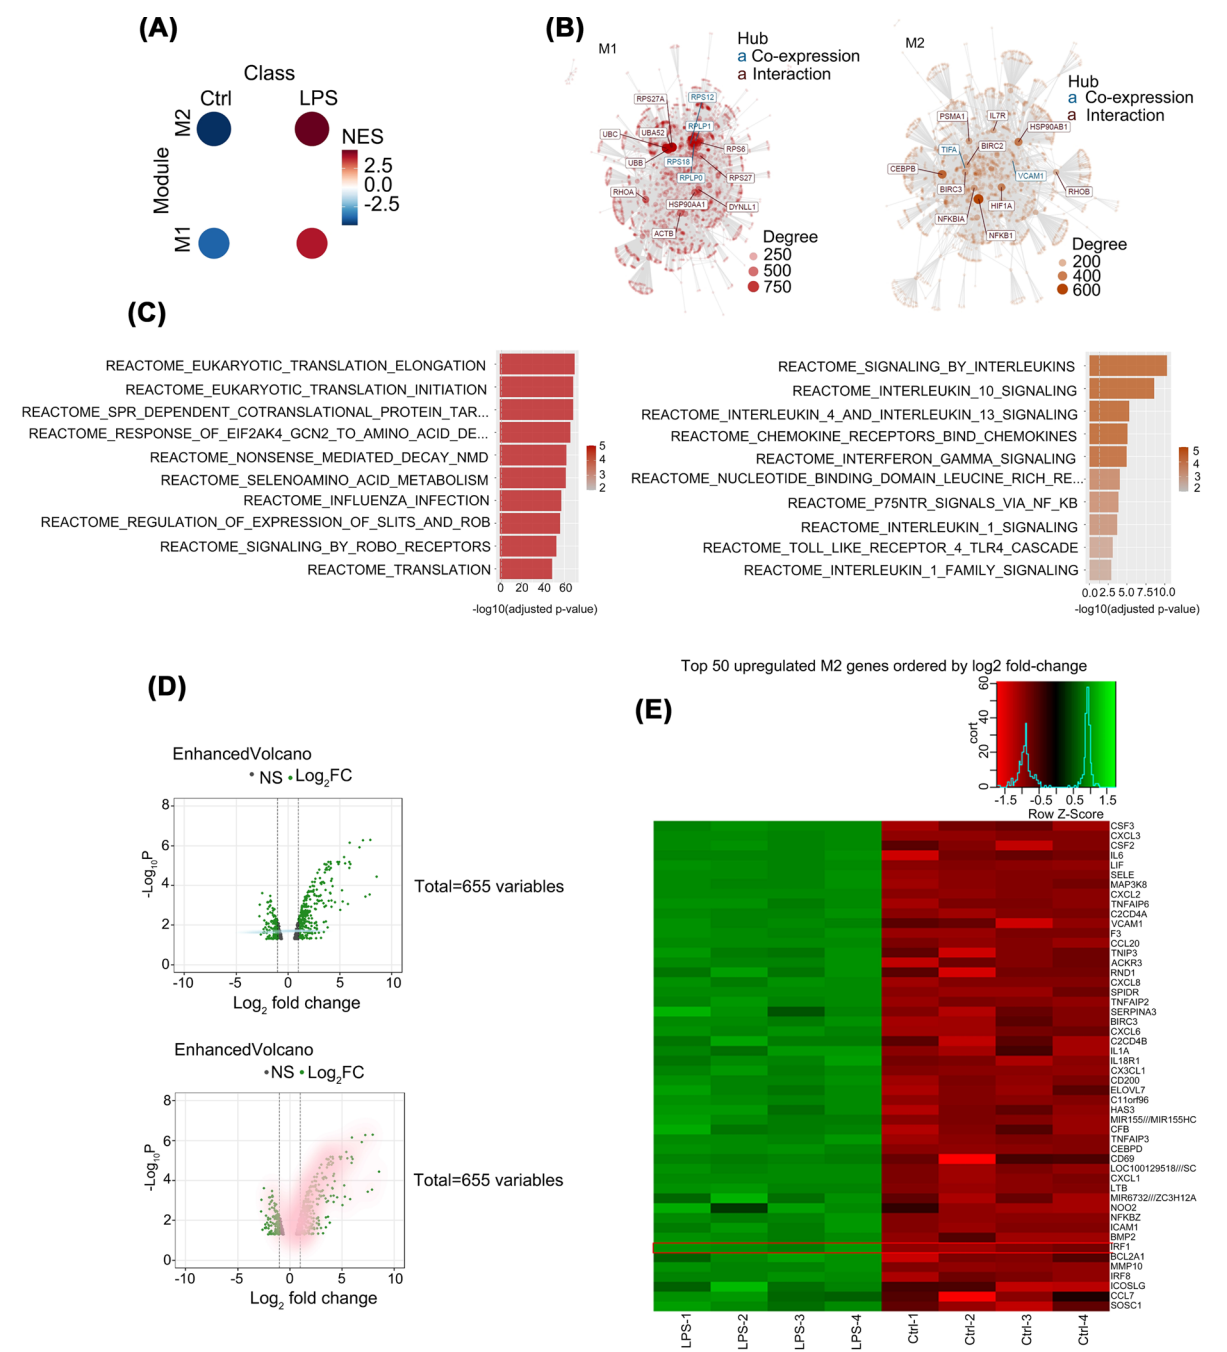 (A)
Class
Ctrl
LPS
M2
Module
M1
NES
2.5
0.0
-2.5
(B)
M1
Hub
a Co-expression
a Interaction
RPS27A
RPS12
UBC
UBA52
RPLP1
UBB
RPS18
RPS6
RPLP0
RPS27
RHOA
HSP90AA1
DYNLL1
ACTB
Degree
250
500
750
M2
Hub
a Co-expression
a Interaction
PSMA1
IL7R
HSP90AB1
TIFA
BIRC2
CEBPB
VCAM1
BIRC3
RHOB
HIF1A
NFKBIA
NFKB1
Degree
200
400
600
(C)
REACTOME_EUKARYOTIC_TRANSLATION_ELONGATION
REACTOME_EUKARYOTIC_TRANSLATION_INITIATION
REACTOME_SPR_DEPENDENT_COTRANSLATIONAL_PROTEIN_TAR...
REACTOME_RESPONSE_OF_EIF2AK4_GCN2_TO_AMINO_ACID_DE...
REACTOME_NONSENSE_MEDIATED_DECAY_NMD
REACTOME_SELENOAMINO_ACID_METABOLISM
REACTOME_INFLUENZA_INFECTION
REACTOME_REGULATION_OF_EXPRESSION_OF_SLITS_AND_ROB
REACTOME_SIGNALING_BY_ROBO_RECEPTORS
REACTOME_TRANSLATION
0 20 40 60
-log10(adjusted p-value)
5
4
3
2
REACTOME_SIGNALING_BY_INTERLEUKINS
REACTOME_INTERLEUKIN_10_SIGNALING
REACTOME_INTERLEUKIN_4_AND_INTERLEUKIN_13_SIGNALING
REACTOME_CHEMOKINE_RECEPTORS_BIND_CHEMOKINES
REACTOME_INTERFERON_GAMMA_SIGNALING
REACTOME_NUCLEOTIDE_BINDING_DOMAIN_LEUCINE_RICH_RE...
REACTOME_P75NTR_SIGNALS_VIA_NF_KB
REACTOME_INTERLEUKIN_1_SIGNALING
REACTOME_TOLL_LIKE_RECEPTOR_4_TLR4_CASCADE
REACTOME_INTERLEUKIN_1_FAMILY_SIGNALING
0.0 2.5 5.0 7.5 10.0
-log10(adjusted p-value)
5
4
3
2
(D)
EnhancedVolcano
NS Log2FC
8
6
4
2
0
-Log10P
-10 -5 0 5 10
Log2 fold change
Total=655 variables
EnhancedVolcano
NS Log2FC
8
6
4
2
0
-Log10P
-10 -5 0 5 10
Log2 fold change
Total=655 variables
(E)
Top 50 upregulated M2 genes ordered by log2 fold-change
cort
0 20 40 60
-1.5 -0.5 0.5 1.5
Row Z-Score
CSF3
CXCL3
CSF2
IL6
LIF
SELE
MAP3K8
CXCL2
TNFAIP6
C2CD4A
VCAM1
F3
CCL20
TNIP3
ACKR3
RND1
CXCL8
SPIDR
TNFAIP2
SERPINA3
BIRC3
CXCL6
C2CD4B
IL1A
IL18R1
CX3CL1
CD200
ELOVL7
C11orf96
HAS3
MIR155///MIR155HC
CFB
TNFAIP3
CEBPD
CD69
LOC100129518///SC
CXCL1
LTB
MIR6732///ZC3H12A
NOO2
NFKBZ
ICAM1
BMP2
IRF1
BCL2A1
MMP10
IRF8
ICOSLG
CCL7
SOSC1
LPS-1
LPS-2
LPS-3
LPS-4
Ctrl-1
Ctrl-2
Ctrl-3
Ctrl-4